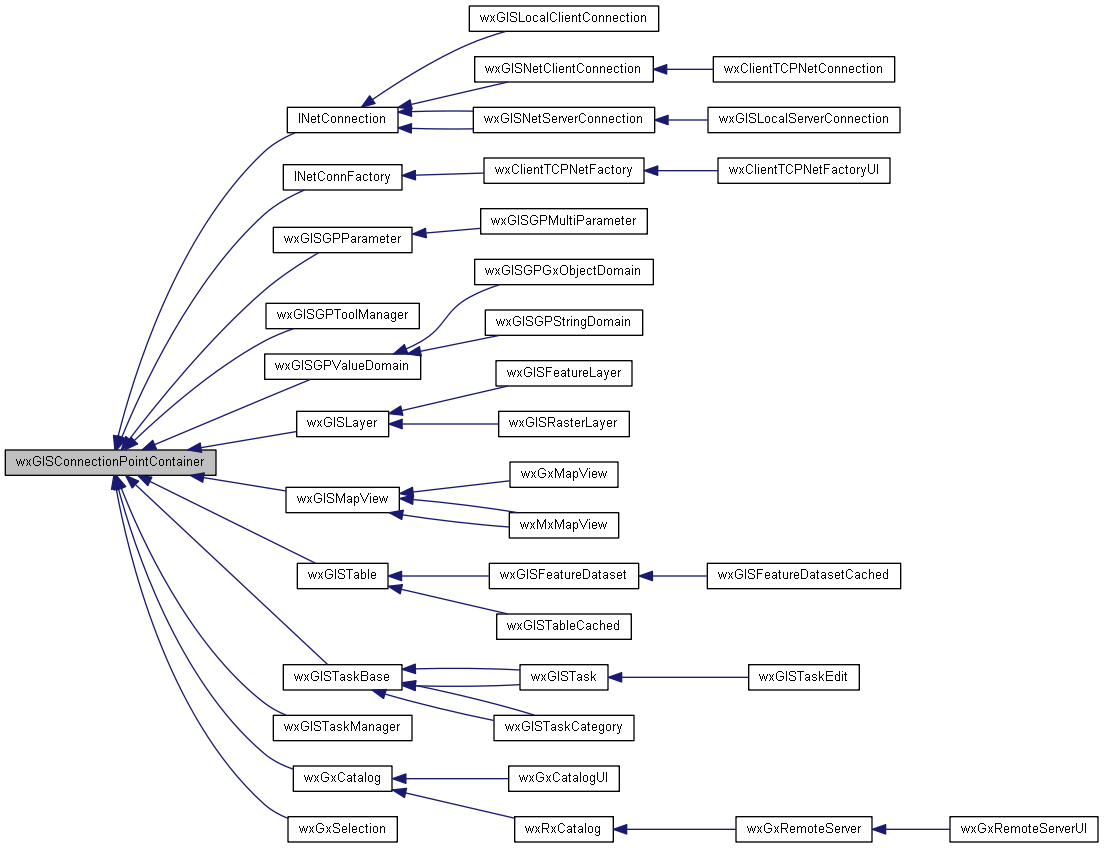 wxGISLocalClientConnection
wxGISNetClientConnection
wxClientTCPNetConnection
INetConnection
wxGISNetServerConnection
wxGISLocalServerConnection
INetConnFactory
wxClientTCPNetFactory
wxClientTCPNetFactoryUI
wxGISGPParameter
wxGISGPMultiParameter
wxGISGPGxObjectDomain
wxGISGPToolManager
wxGISGPStringDomain
wxGISGPValueDomain
wxGISFeatureLayer
wxGISLayer
wxGISRasterLayer
wxGISConnectionPointContainer
wxGxMapView
wxGISMapView
wxMxMapView
wxGISTable
wxGISFeatureDataset
wxGISFeatureDatasetCached
wxGISTableCached
wxGISTaskBase
wxGISTask
wxGISTaskEdit
wxGISTaskManager
wxGISTaskCategory
wxGxCatalog
wxGxCatalogUI
wxGxSelection
wxRxCatalog
wxGxRemoteServer
wxGxRemoteServerUI